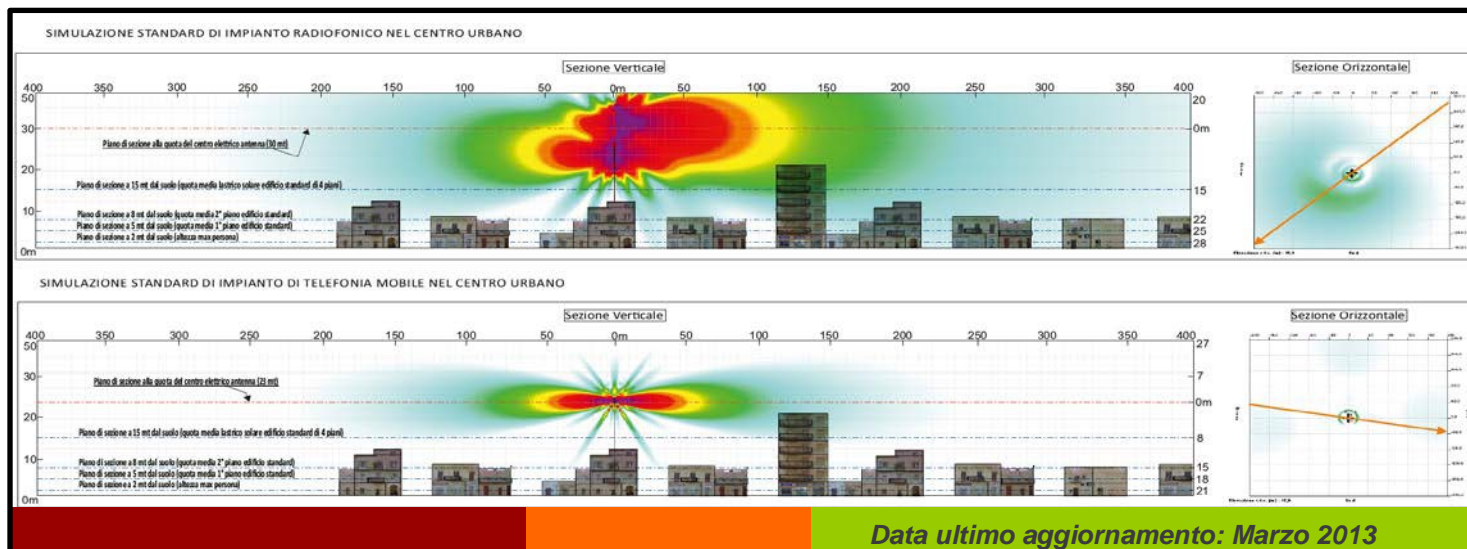 SIMULAZIONE STANDARD DI IMPIANTO RADIOFONICO NEL CENTRO URBANO
Sezione Verticale
Sezione Orizzontale
400 350 300 250 200 150 100 50 0m 50 100 150 200 250 300 350 400
50 20
30 0m
Piano di sezione alla quota del centro elettrico antenna (30 mt)
20
Piano di sezione a 15 mt dal suolo (quota media lastrico solare edificio standard di 4 piani) 15
10
Piano di sezione a 8 mt dal suolo (quota media 2° piano edificio standard) 22
Piano di sezione a 5 mt dal suolo (quota media 1° piano edificio standard) 25
Piano di sezione a 2 mt dal suolo (altezza max persona) 28
0m
SIMULAZIONE STANDARD DI IMPIANTO DI TELEFONIA MOBILE NEL CENTRO URBANO
Sezione Verticale
Sezione Orizzontale
400 350 300 250 200 150 100 50 0m 50 100 150 200 250 300 350 400
50 27
30 7
Piano di sezione alla quota del centro elettrico antenna (23 mt)
0m
20
Piano di sezione a 15 mt dal suolo (quota media lastrico solare edificio standard di 4 piani) 8
10
Piano di sezione a 8 mt dal suolo (quota media 2° piano edificio standard) 15
Piano di sezione a 5 mt dal suolo (quota media 1° piano edificio standard) 18
Piano di sezione a 2 mt dal suolo (altezza max persona) 21
0m
Data ultimo aggiornamento: Marzo 2013